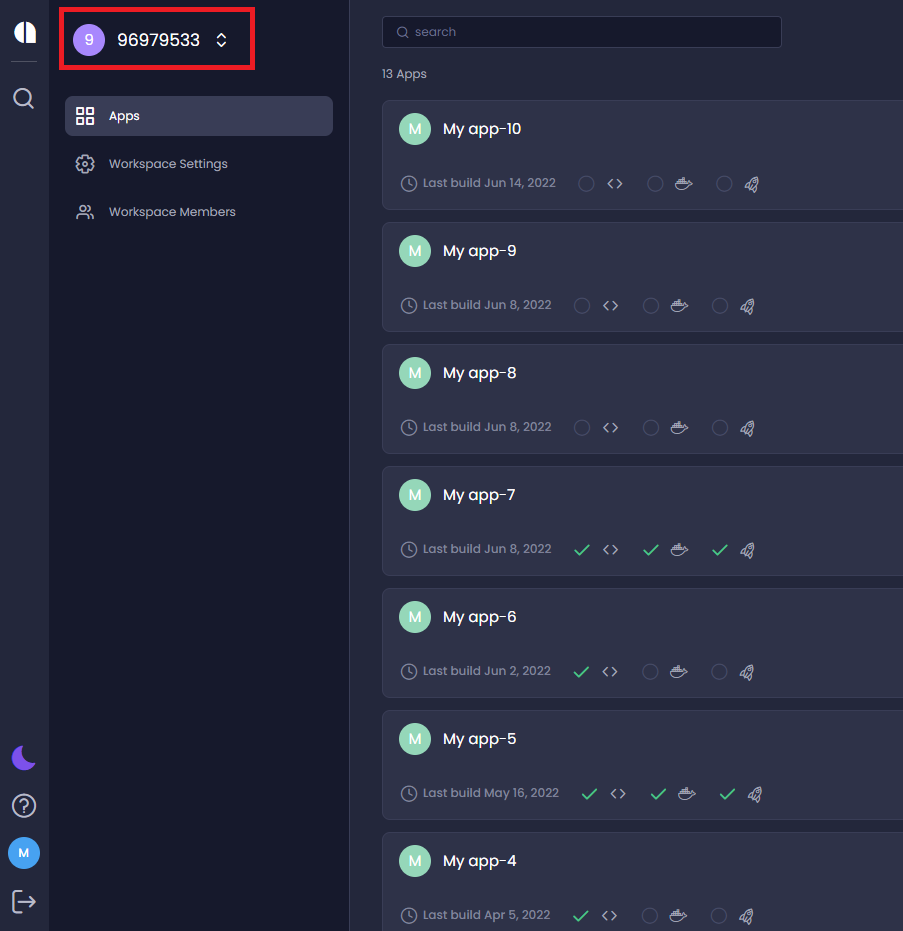 9 96979533
Apps
Workspace Settings
Workspace Members
M
search
13 Apps
M My app-10
Last build Jun 14, 2022
M My app-9
Last build Jun 8, 2022
M My app-8
Last build Jun 8, 2022
M My app-7
Last build Jun 8, 2022
M My app-6
Last build Jun 2, 2022
M My app-5
Last build May 16, 2022
M My app-4
Last build Apr 5, 2022